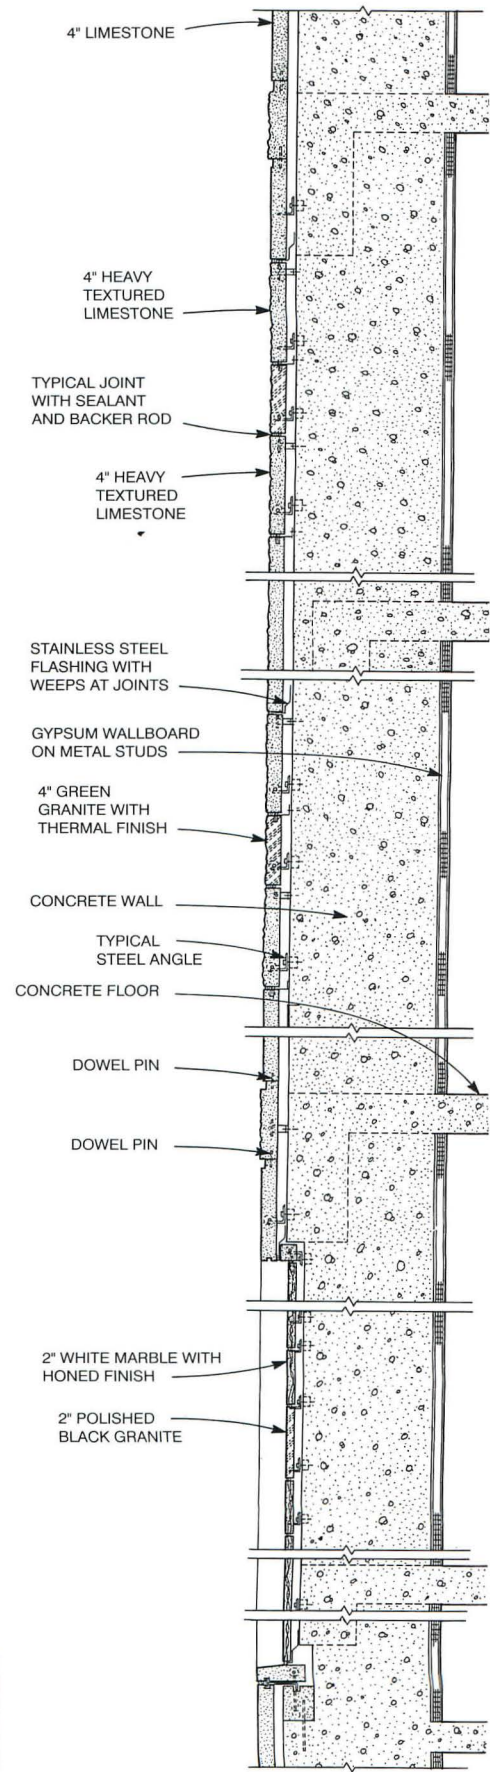 4" LIMESTONE
4" HEAVY
TEXTURED
LIMESTONE
TYPICAL JOINT
WITH SEALANT
AND BACKER ROD
4" HEAVY
TEXTURED
LIMESTONE
STAINLESS STEEL
FLASHING WITH
WEEPS AT JOINTS
GYPSUM WALLBOARD
ON METAL STUDS
4" GREEN
GRANITE WITH
THERMAL FINISH
CONCRETE WALL
TYPICAL
STEEL ANGLE
CONCRETE FLOOR
DOWEL PIN
DOWEL PIN
2" WHITE MARBLE WITH
HONED FINISH
2" POLISHED
BLACK GRANITE